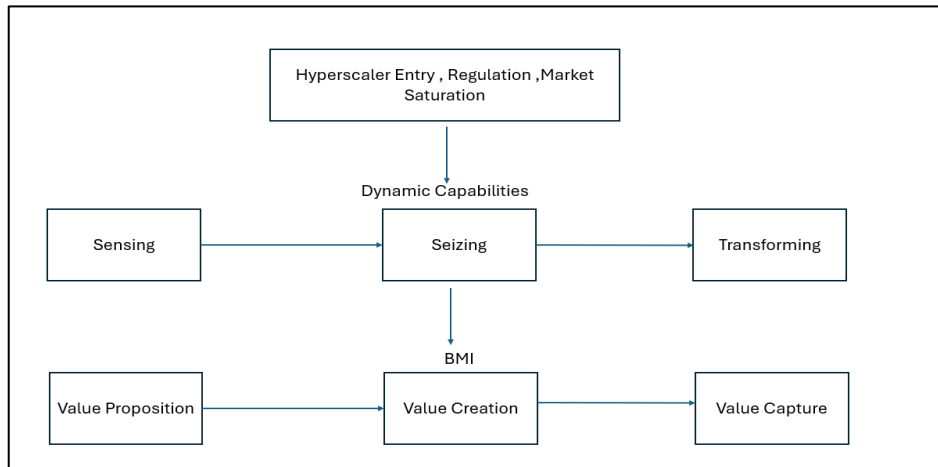 Hyperscaler Entry , Regulation ,Market
Saturation
Dynamic Capabilities
Sensing
Seizing
Transforming
BMI
Value Proposition
Value Creation
Value Capture